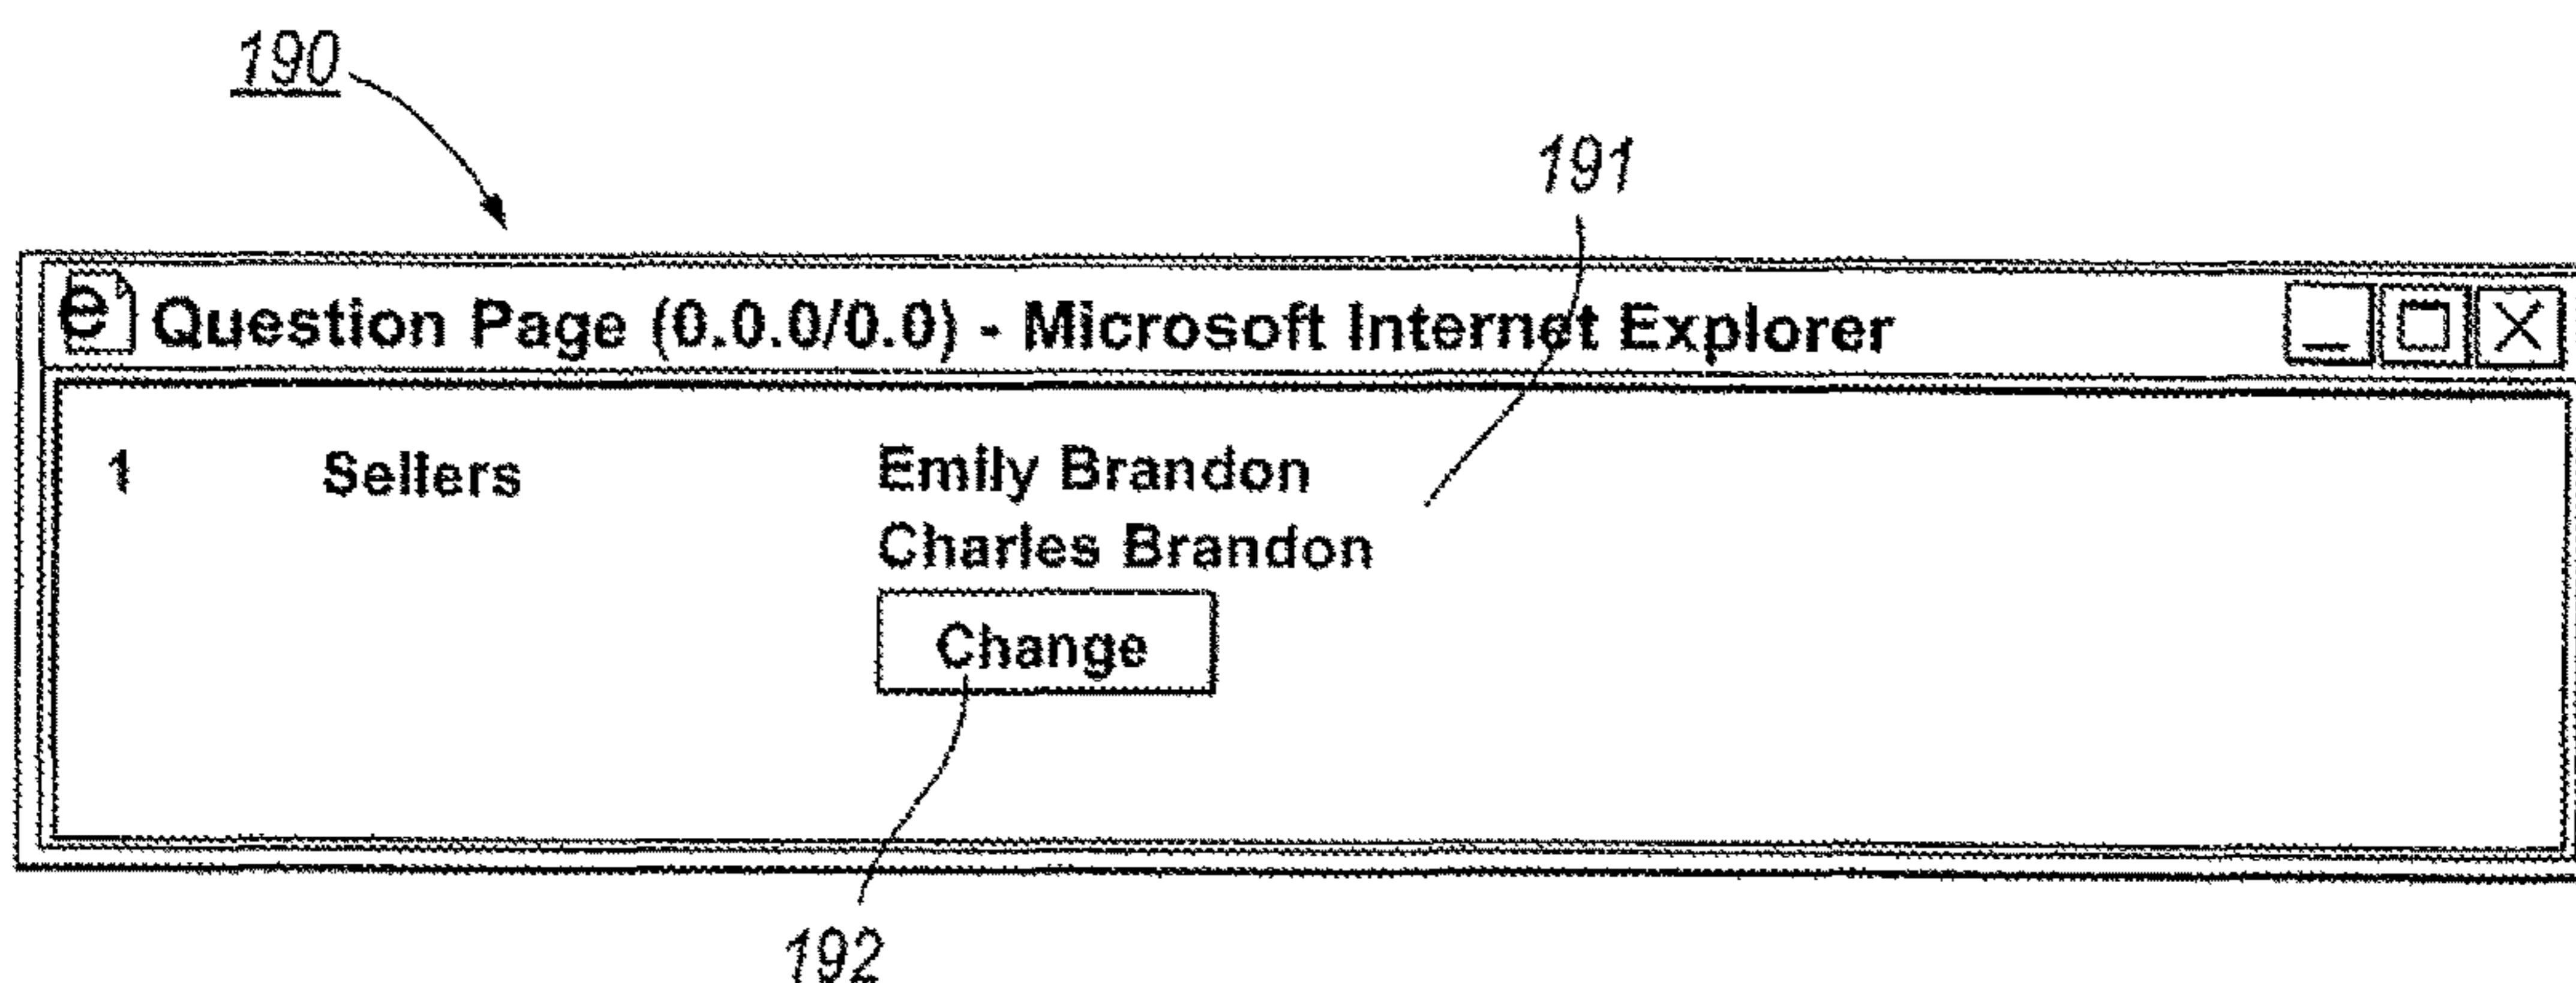 190
191
Question Page (0.0.0/0.0) - Microsoft Internet Explorer
1 Sellers Emily Brandon
Charles Brandon
Change
192